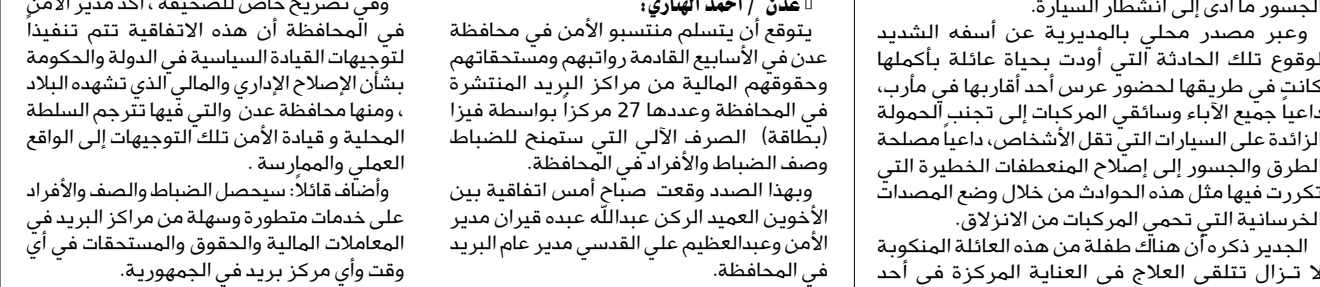 الجسور ما أدى إلى انشطار السيارة.
وعبر مصدر محلي بالمديرية عن أسفه الشديد
لوقوع تلك الحادثة التي أودت بحياة عائلة بأكملها
كانت في طريقها لحضور عرس أحد أقاربها في مأرب،
داعياً جميع الآباء وسائقي المركبات إلى تجنب الحمولة
الزائدة على السيارات التي تقل الأشخاص، داعياً مصلحة
الطرق والجسور إلى إصلاح المنعطفات الخطيرة التي
تكررت فيها مثل هذه الحوادث من خلال وضع المصدات
الخرسانية التي تحمي المركبات من الانزلاق.
الجدير ذكره أن هناك طفلة من هذه العائلة المنكوبة
لا تزال تتلقى العلاج في العناية المركزة في أحد
عدن / أحمد الهناري:
يتوقع أن يتسلم منتسبو الأمن في محافظة
عدن في الأسابيع القادمة رواتبهم ومستحقاتهم
وحقوقهم المالية من مراكز البريد المنتشرة
في المحافظة وعددها 27 مركزاً بواسطة فيزا
(بطاقة) الصرف الآلي التي ستمنح للضباط
وصف الضباط والأفراد في المحافظة.
وبهذا الصدد وقعت صباح أمس اتفاقية بين
الأخوين العميد الركن عبدالله عبده قيران مدير
الأمن وعبدالعظيم علي القدسي مدير عام البريد
في المحافظة.
وفي تصريح خاص للصحيفة ، أكد مدير الأمن
في المحافظة أن هذه الاتفاقية تتم تنفيذاً
لتوجيهات القيادة السياسية في الدولة والحكومة
بشأن الإصلاح الإداري والمالي الذي تشهده البلاد
، ومنها محافظة عدن والتي فيها تترجم السلطة
المحلية و قيادة الأمن تلك التوجيهات إلى الواقع
العملي والممارسة .
وأضاف قائلاً: سيحصل الضباط والصف والأفراد
على خدمات متطورة وسهلة من مراكز البريد في
المعاملات المالية والحقوق والمستحقات في أي
وقت وأي مركز بريد في الجمهورية.